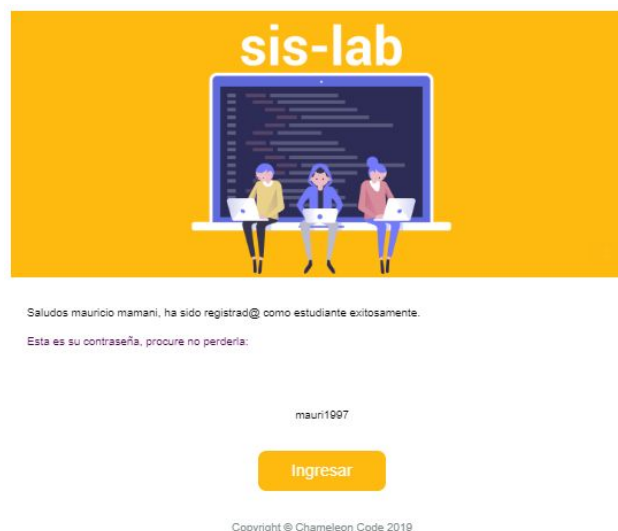 sis-lab
Saludos mauricio mamani, ha sido registrad@ como estudiante exitosamente.
Esta es su contraseña, procure no perderla:
mauri1997
Ingresar
Copyright © Chameleon Code 2019